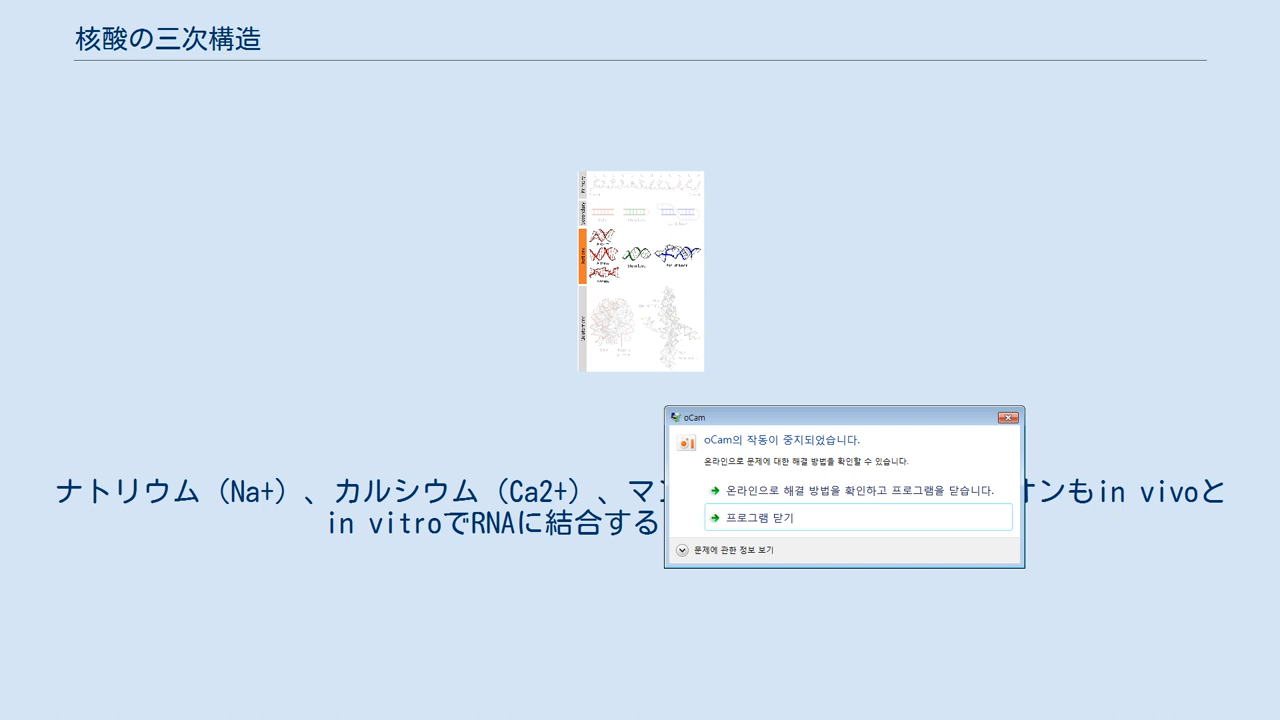 核酸の三次構造
ナトリウム（Na+）、カルシウム（Ca2+）、マン
オンもin vivoと
in vitroでRNAに結合する
oCam
oCam의 작동이 중지되었습니다.
온라인으로 문제에 대한 해결 방법을 확인할 수 있습니다.
온라인으로 해결 방법을 확인하고 프로그램을 닫습니다.
프로그램 닫기
문제에 관한 정보 보기